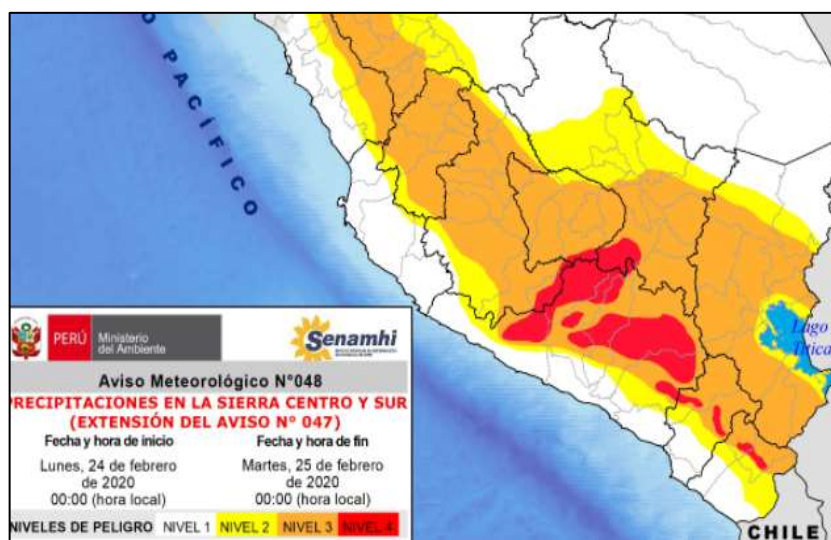 O PACÍFICO
Lago
Titica
PERÚ
Ministerio
del Ambiente
Senamhi
Aviso Meteorológico N°048
PRECIPITACIONES EN LA SIERRA CENTRO Y SUR
(EXTENSIÓN DEL AVISO N° 047)
Fecha y hora de inicio
Fecha y hora de fin
Lunes, 24 de febrero
de 2020
00:00 (hora local)
Martes, 25 de febrero
de 2020
00:00 (hora local)
NIVELES DE PELIGRO NIVEL 1 NIVEL 2 NIVEL 3 NIVEL 4
CHILE